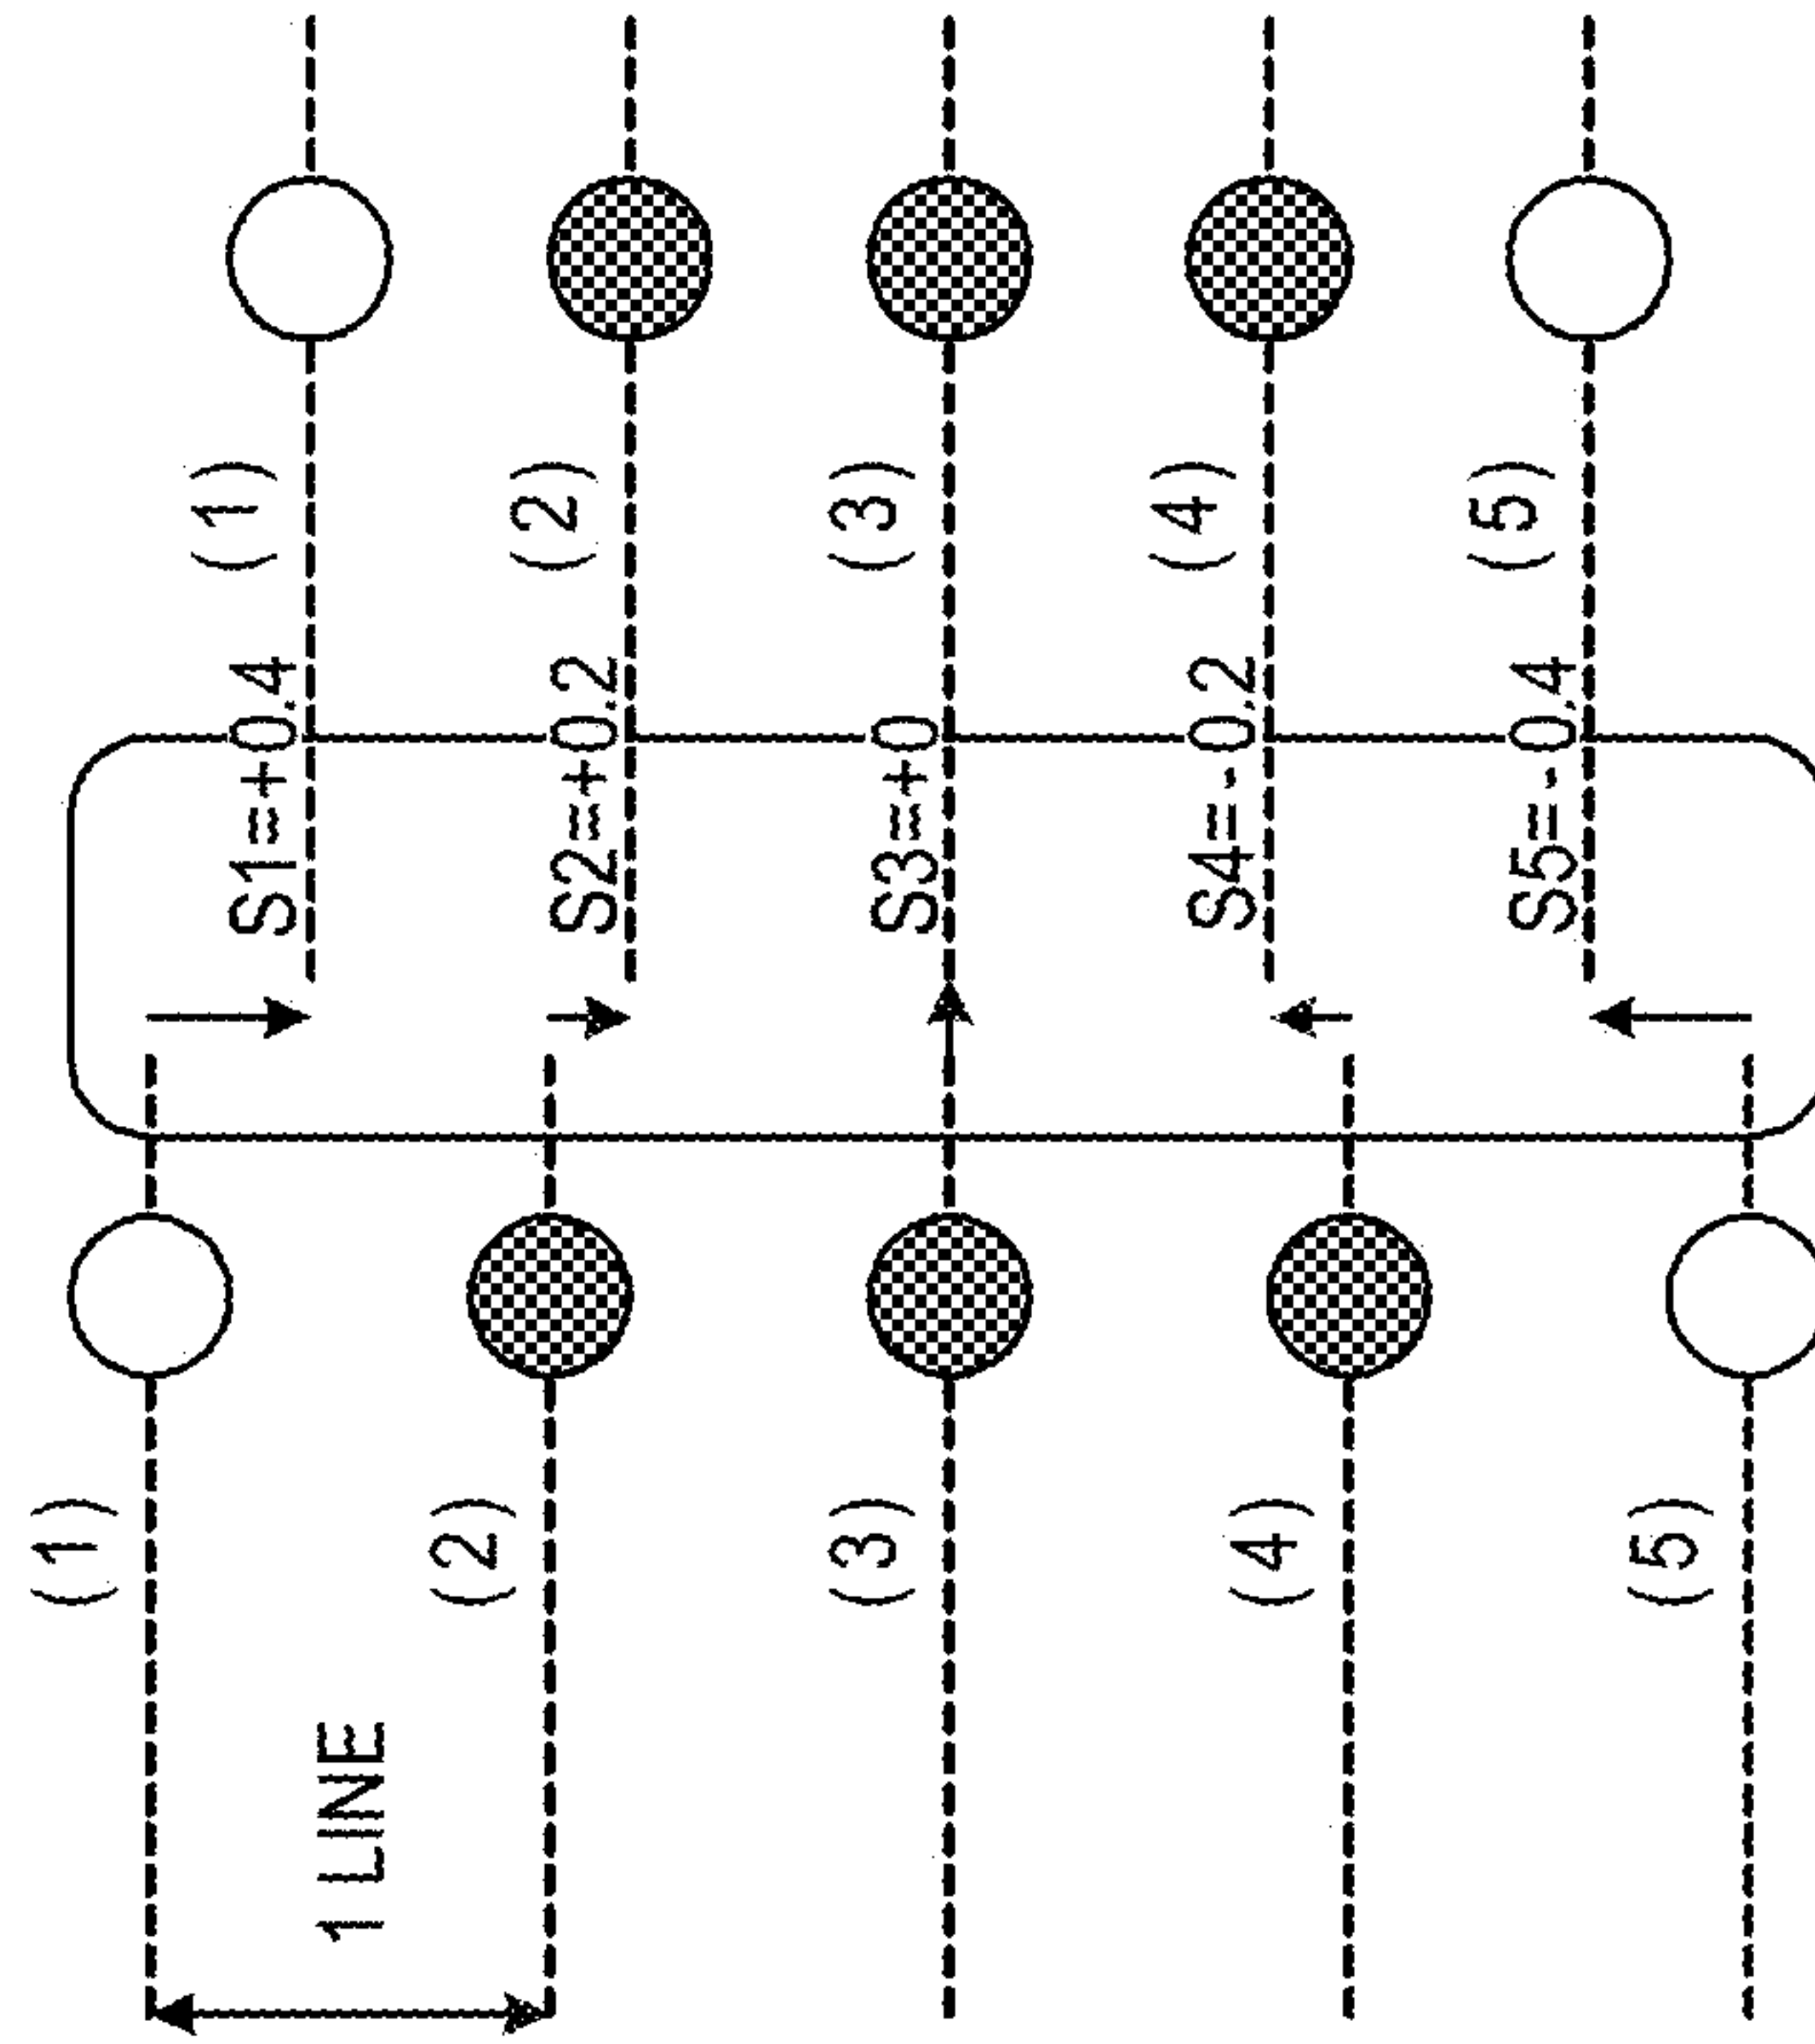 (1)
1 LINE
(2)
(3)
(4)
(5)
S1=+0.4
S2=+0.2
S3=+0
S4=-0.2
S5=-0.4
(1)
(2)
(3)
(4)
(5)